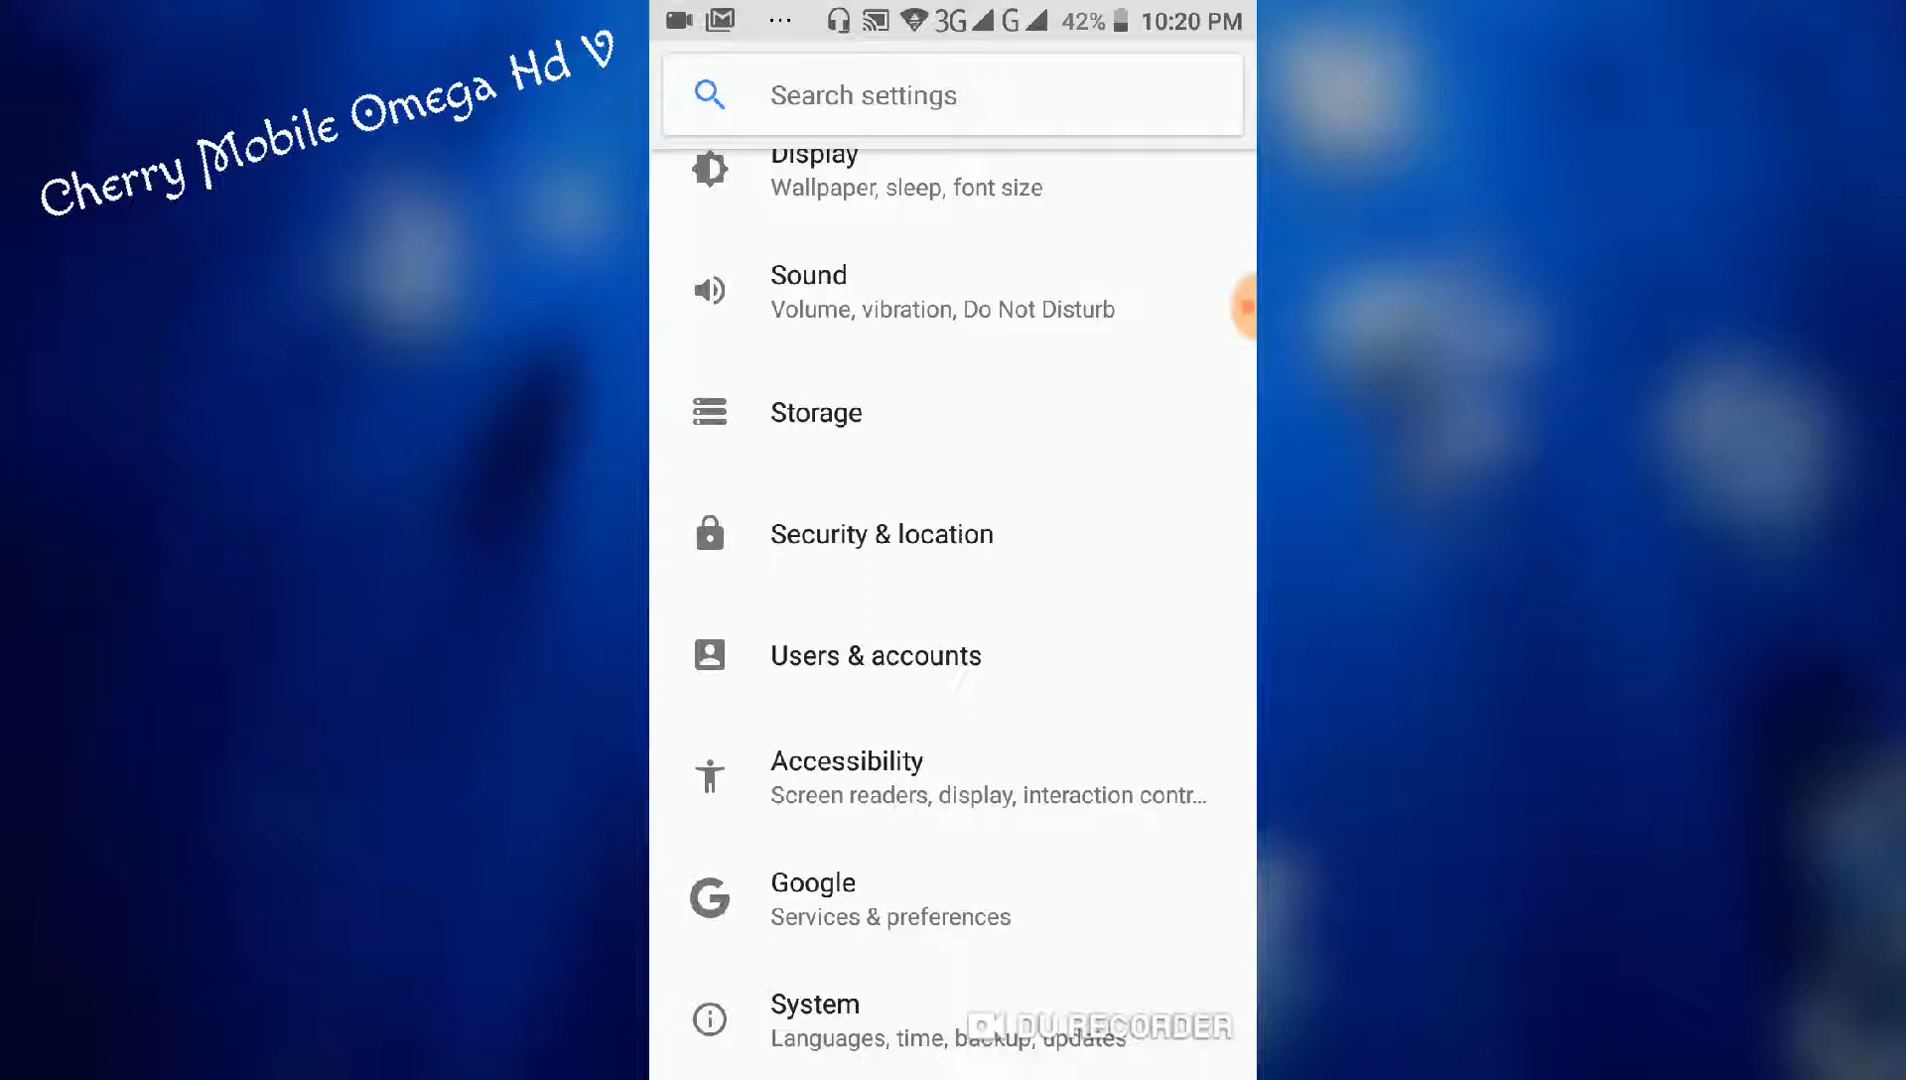 Cherry Mobile Omega Hd V
... 3G G 42% 10:20 PM
Search settings
Display
Wallpaper, sleep, font size
Sound
Volume, vibration, Do Not Disturb
Storage
Security & location
Users & accounts
Accessibility
Screen readers, display, interaction contr...
Google
Services & preferences
System
Languages, time, backup, updates
DU RECORDER